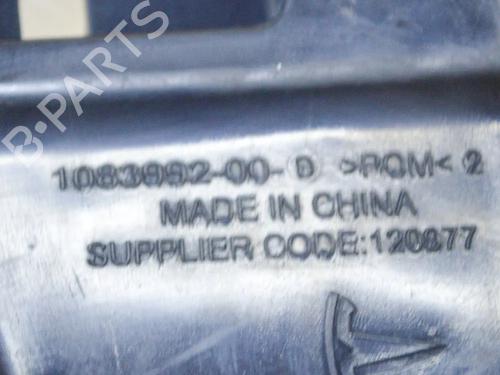 B-PARTS
1083992-00-D >POM< 2
MADE IN CHINA
SUPPLIER CODE:120877